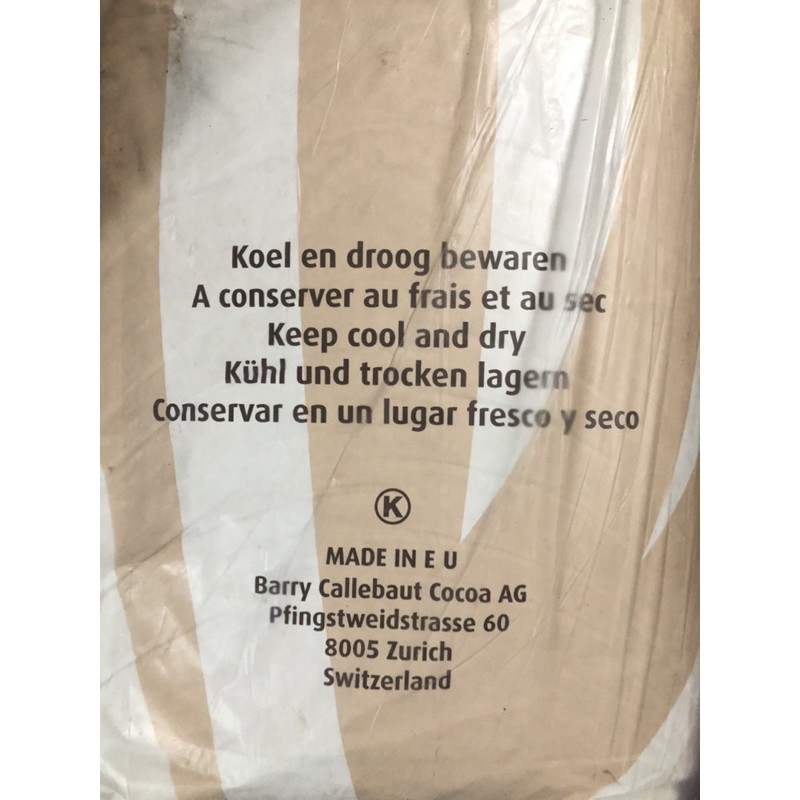 Koel en droog bewaren
A conserver au frais et au sec
Keep cool and dry
Kühl und trocken lagern
Conservar en un lugar fresco y seco
K
MADE IN E U
Barry Callebaut Cocoa AG
Pfingstweidstrasse 60
8005 Zurich
Switzerland